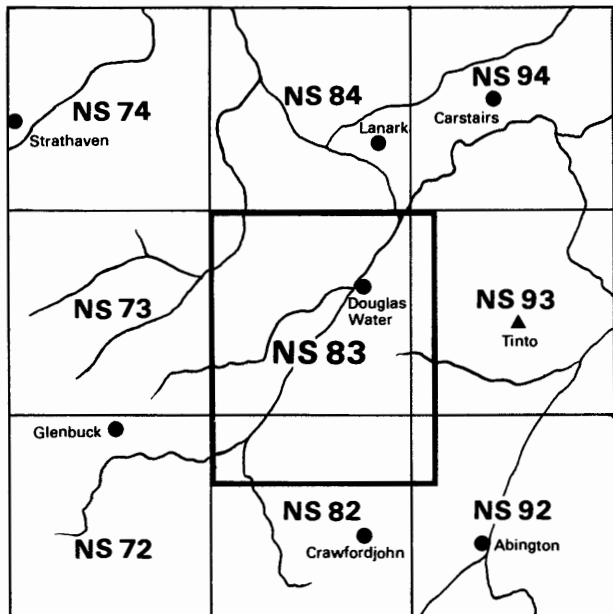 NS 74
Strathaven
NS 84
Lanark
NS 94
Carstairs
NS 73
Douglas
Water
NS 83
NS 93
Tinto
Glenbuck
NS 72
NS 82
Crawfordjohn
NS 92
Abington